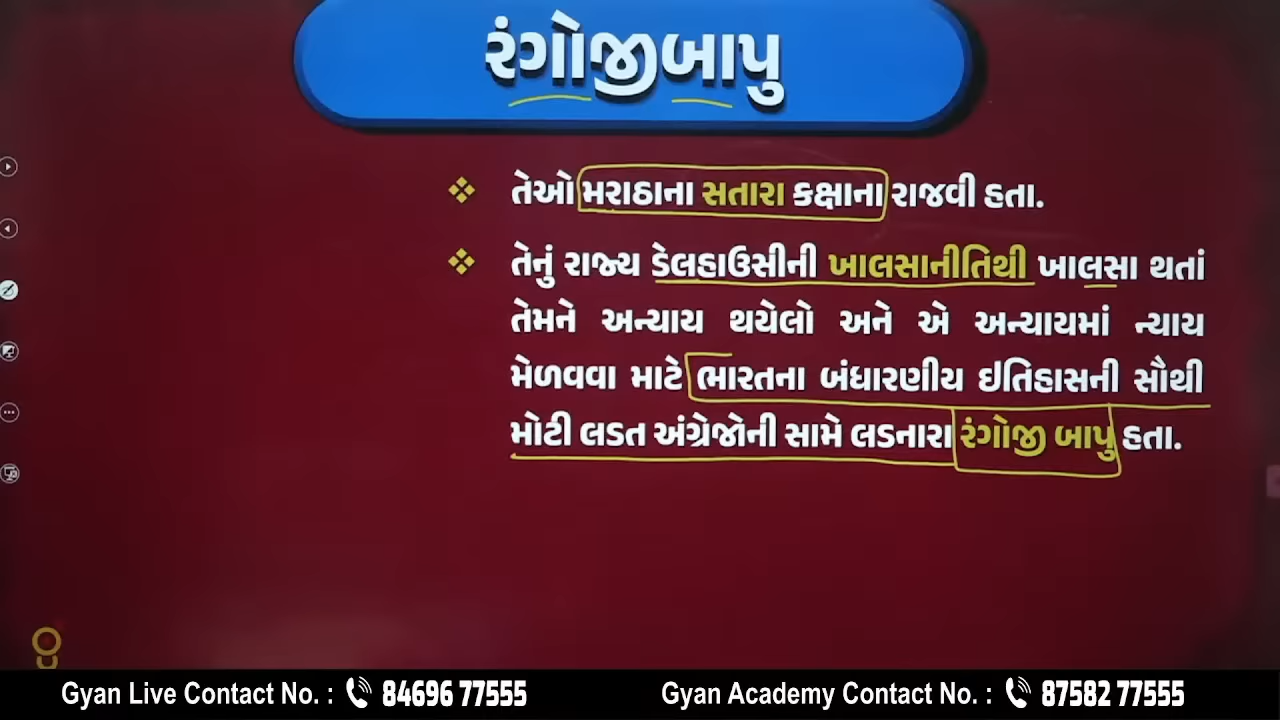 રંગોજીબાપુ
તેઓ મરાઠાના સતારા કક્ષાના રાજવી હતા.
તેનું રાજ્ય ડેલહાઉસીની ખાલસાનીતિથી ખાલસા થતાં
તેમને અન્યાય થયેલો અને એ અન્યાયમાં ન્યાય
મેળવવા માટે ભારતના બંધારણીય ઇતિહાસની સૌથી
મોટી લડત અંગ્રેજોની સામે લડનારા રંગોજી બાપુ હતા.
Gyan Live Contact No. : 84696 77555
Gyan Academy Contact No. : 87582 77555